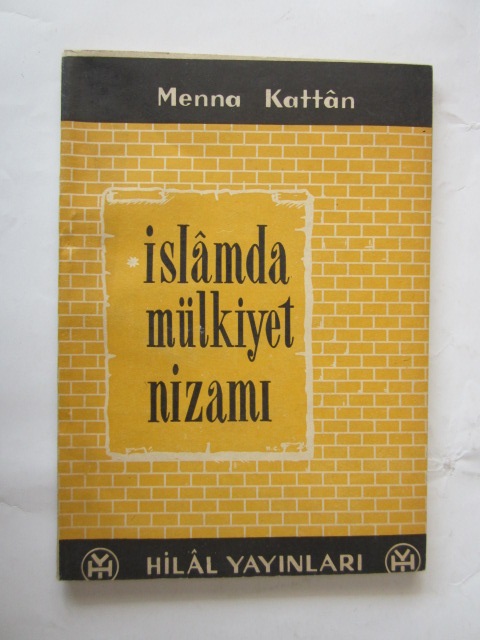 Menna Kattân
*islâmda
mülkiyet
nizamı
HİLÂL YAYINLARI